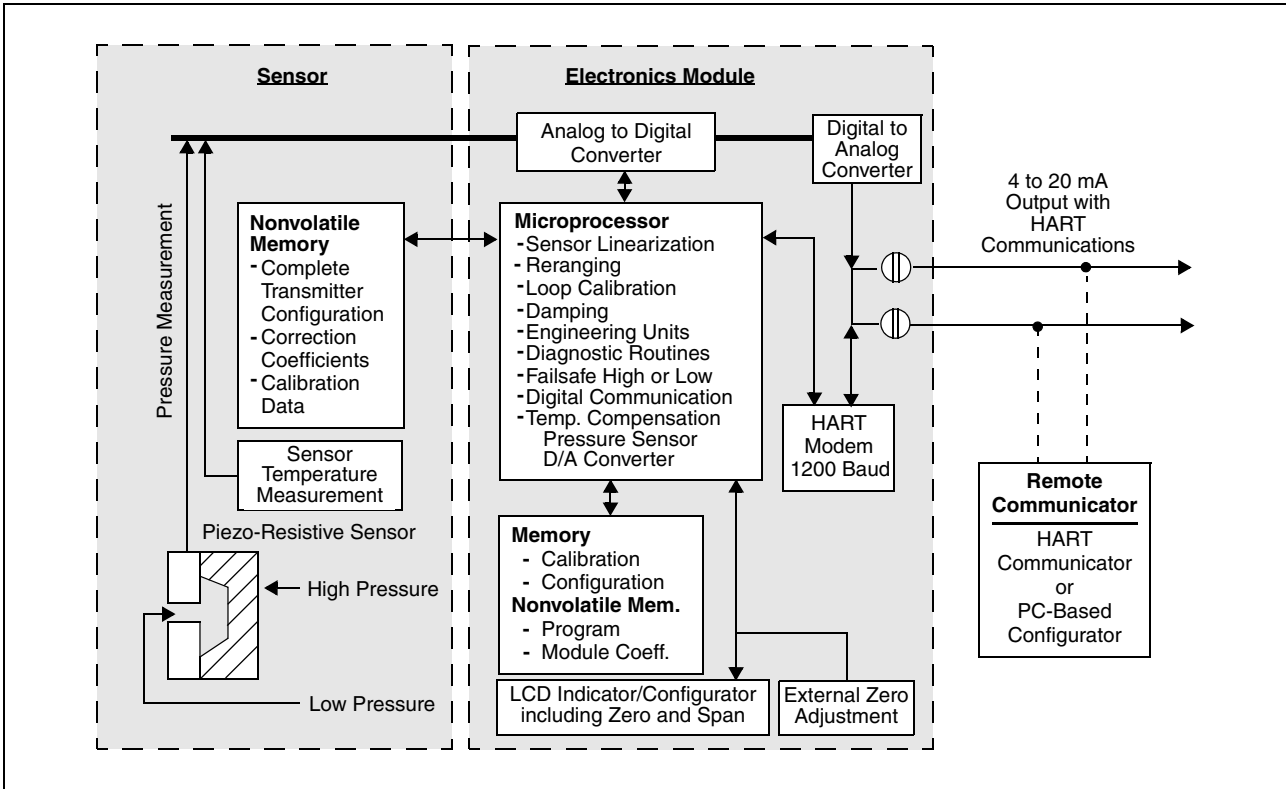 Sensor
Electronics Module
Analog to Digital
Converter
Digital to
Analog
Converter
4 to 20 mA
Output with
HART
Communications
Pressure Measurement
Nonvolatile
Memory
- Complete
Transmitter
Configuration
- Correction
Coefficients
- Calibration
Data
Microprocessor
- Sensor Linearization
- Reranging
- Loop Calibration
- Damping
- Engineering Units
- Diagnostic Routines
- Failsafe High or Low
- Digital Communication
- Temp. Compensation
Pressure Sensor
D/A Converter
HART
Modem
1200 Baud
Sensor
Temperature
Measurement
Remote
Communicator
HART
Communicator
or
PC-Based
Configurator
Piezo-Resistive Sensor
High Pressure
Low Pressure
Memory
- Calibration
- Configuration
Nonvolatile Mem.
- Program
- Module Coeff.
LCD Indicator/Configurator
including Zero and Span
External Zero
Adjustment